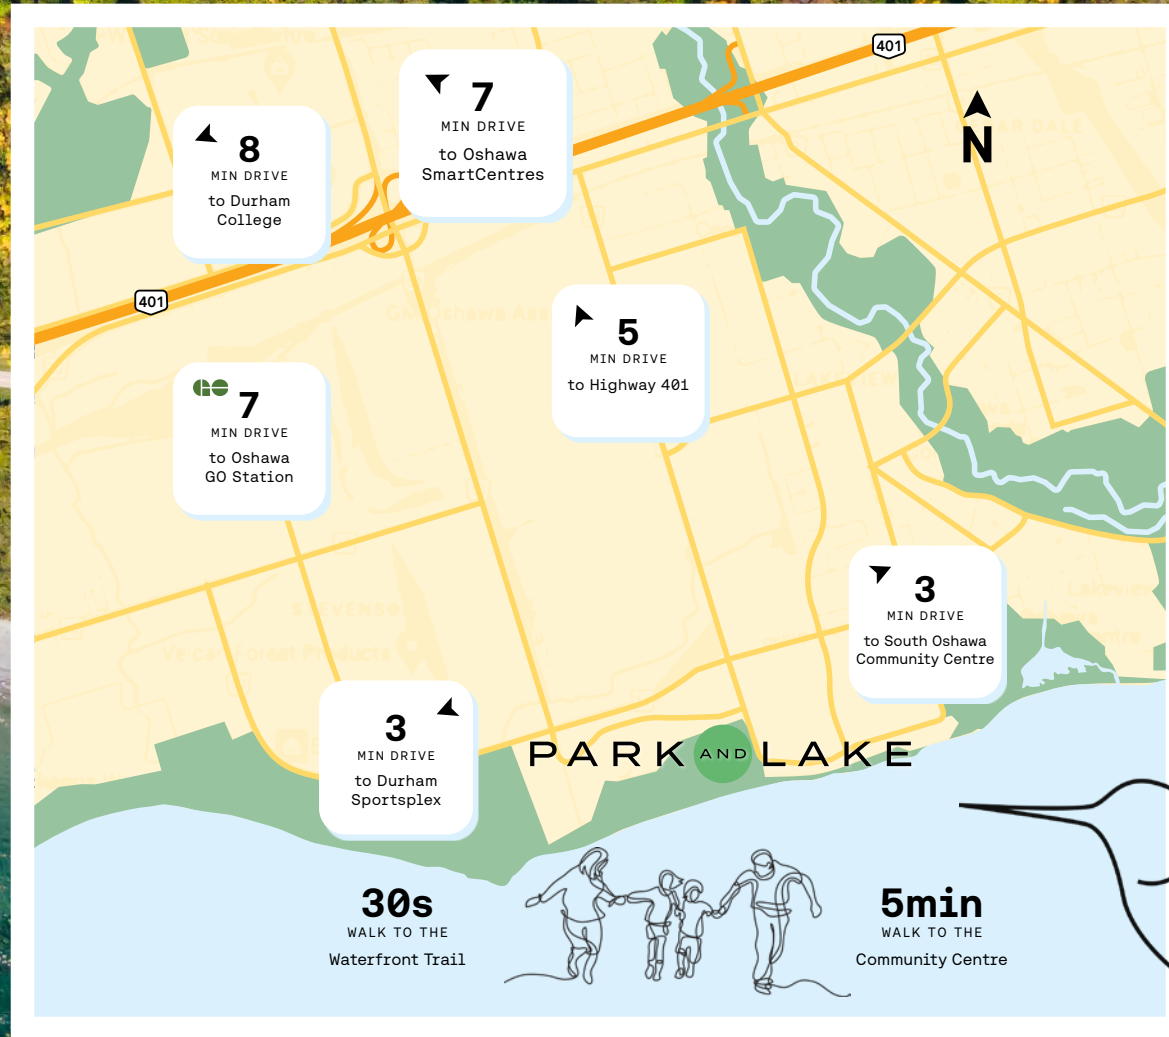 401
7
MIN DRIVE
to Oshawa
SmartCentres
N
8
MIN DRIVE
to Durham
College
401
5
MIN DRIVE
to Highway 401
GO
7
MIN DRIVE
to Oshawa
GO Station
3
MIN DRIVE
to South Oshawa
Community Centre
3
MIN DRIVE
to Durham
Sportsplex
PARK AND LAKE
30s
WALK TO THE
Waterfront Trail
5min
WALK TO THE
Community Centre